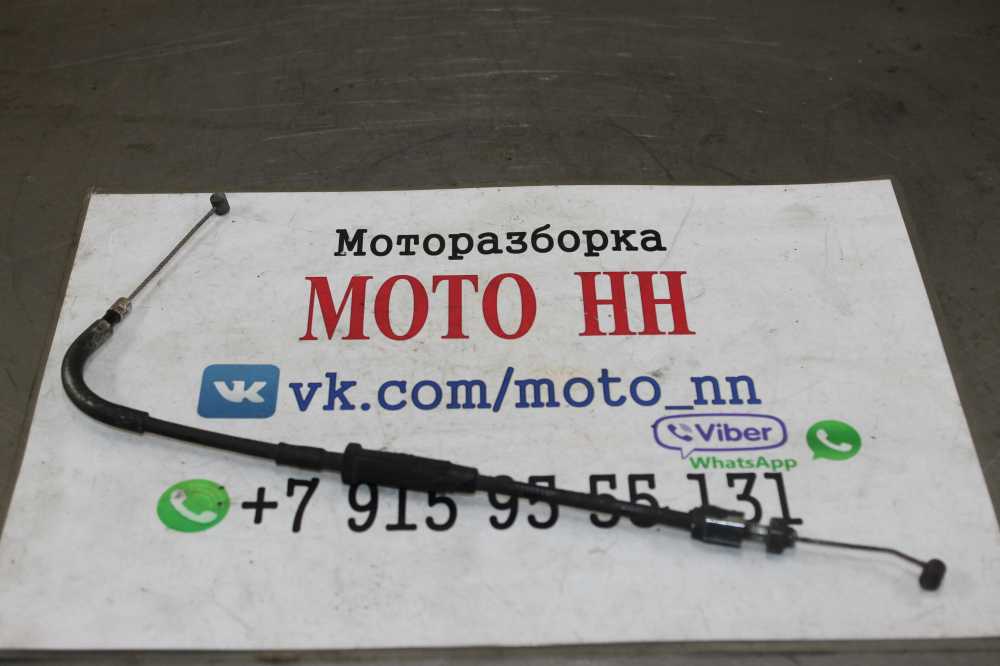 Моторазборка
МОТО НН
vk.com/moto_nn
Viber
WhatsApp
+7 915 95 55 131